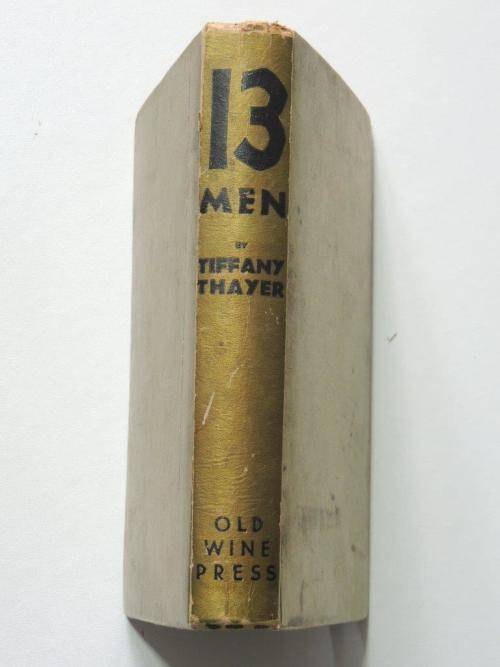 13
MEN
BY
TIFFANY
THAYER
OLD
WINE
PRESS